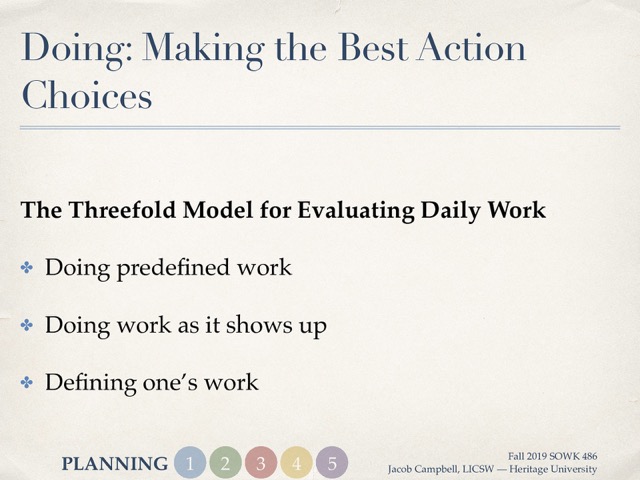 Doing: Making the Best Action
Choices
The Threefold Model for Evaluating Daily Work
Doing predefined work
Doing work as it shows up
Defining one’s work
PLANNING 1 2 3 4 5
Fall 2019 SOWK 486
Jacob Campbell, LICSW — Heritage University